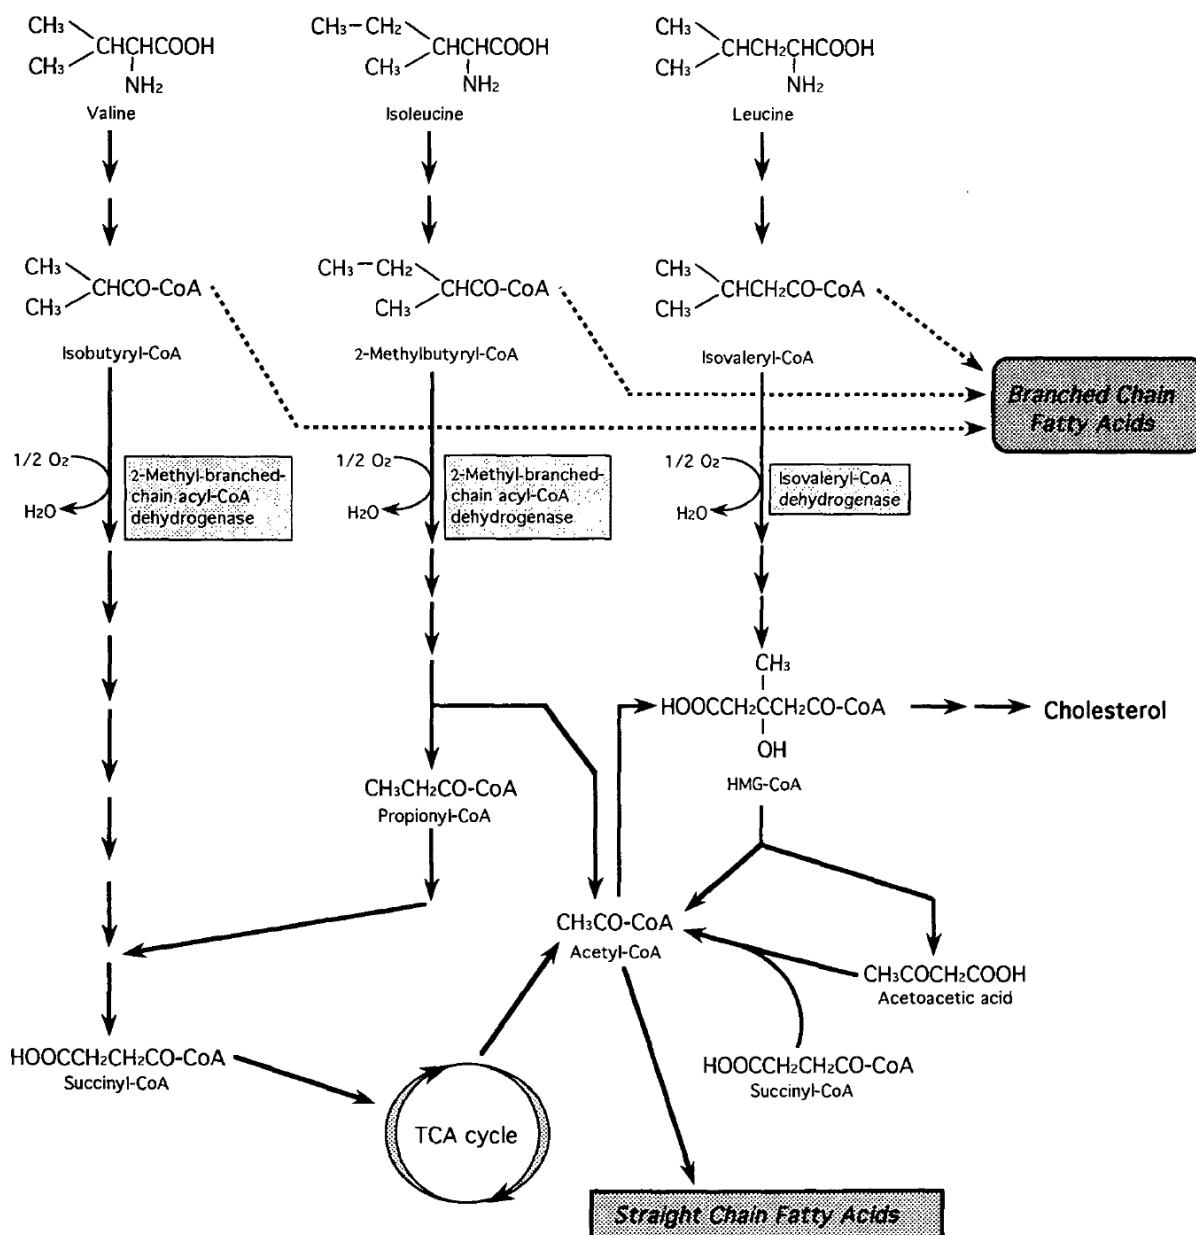 CH3
CH3
CHCHCOOH
NH2
Valine
CH3-CH2
CH3
CHCHCOOH
NH2
Isoleucine
CH3
CH3
CHCH2CHCOOH
NH2
Leucine
CH3
CH3
CHCO-CoA
Isobutyryl-CoA
CH3-CH2
CH3
CHCO-CoA
2-Methylbutyryl-CoA
CH3
CH3
CHCH2CO-CoA
Isovaleryl-CoA
Branched Chain
Fatty Acids
1/2 O2
H2O
2-Methyl-branched-
chain acyl-CoA
dehydrogenase
1/2 O2
H2O
2-Methyl-branched-
chain acyl-CoA
dehydrogenase
1/2 O2
H2O
Isovaleryl-CoA
dehydrogenase
CH3
HOOCCH2CCH2CO-CoA
OH
HMG-CoA
Cholesterol
CH3CH2CO-CoA
Propionyl-CoA
CH3CO-CoA
Acetyl-CoA
CH3COCH2COOH
Acetoacetic acid
HOOCCH2CH2CO-CoA
Succinyl-CoA
HOOCCH2CH2CO-CoA
Succinyl-CoA
TCA cycle
Straight Chain Fatty Acids